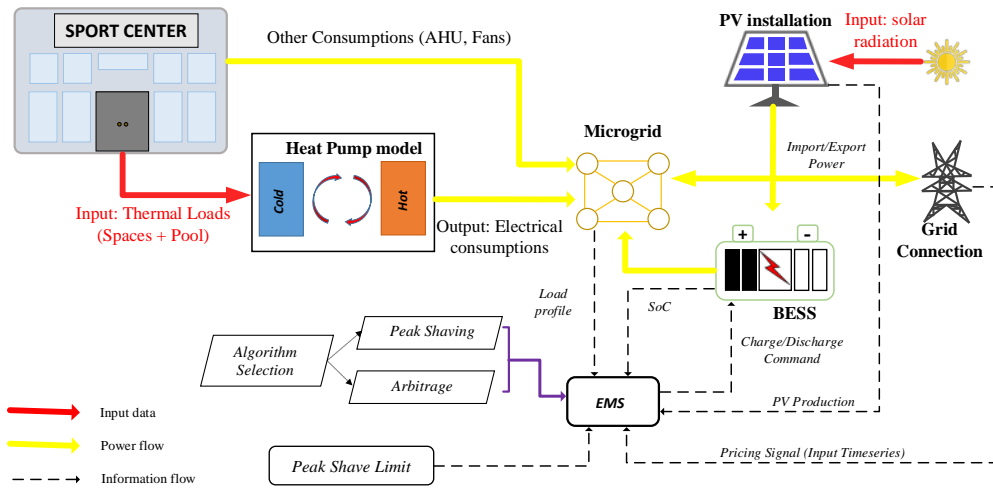 SPORT CENTER
Other Consumptions (AHU, Fans)
PV installation
Input: solar
radiation
Heat Pump model
Cold
Hot
Input: Thermal Loads
(Spaces + Pool)
Output: Electrical
consumptions
Microgrid
Import/Export
Power
Grid
Connection
+
-
BESS
Load
profile
SoC
Charge/Discharge
Command
Algorithm
Selection
Peak Shaving
Arbitrage
EMS
PV Production
Peak Shave Limit
Pricing Signal (Input Timeseries)
Input data
Power flow
Information flow